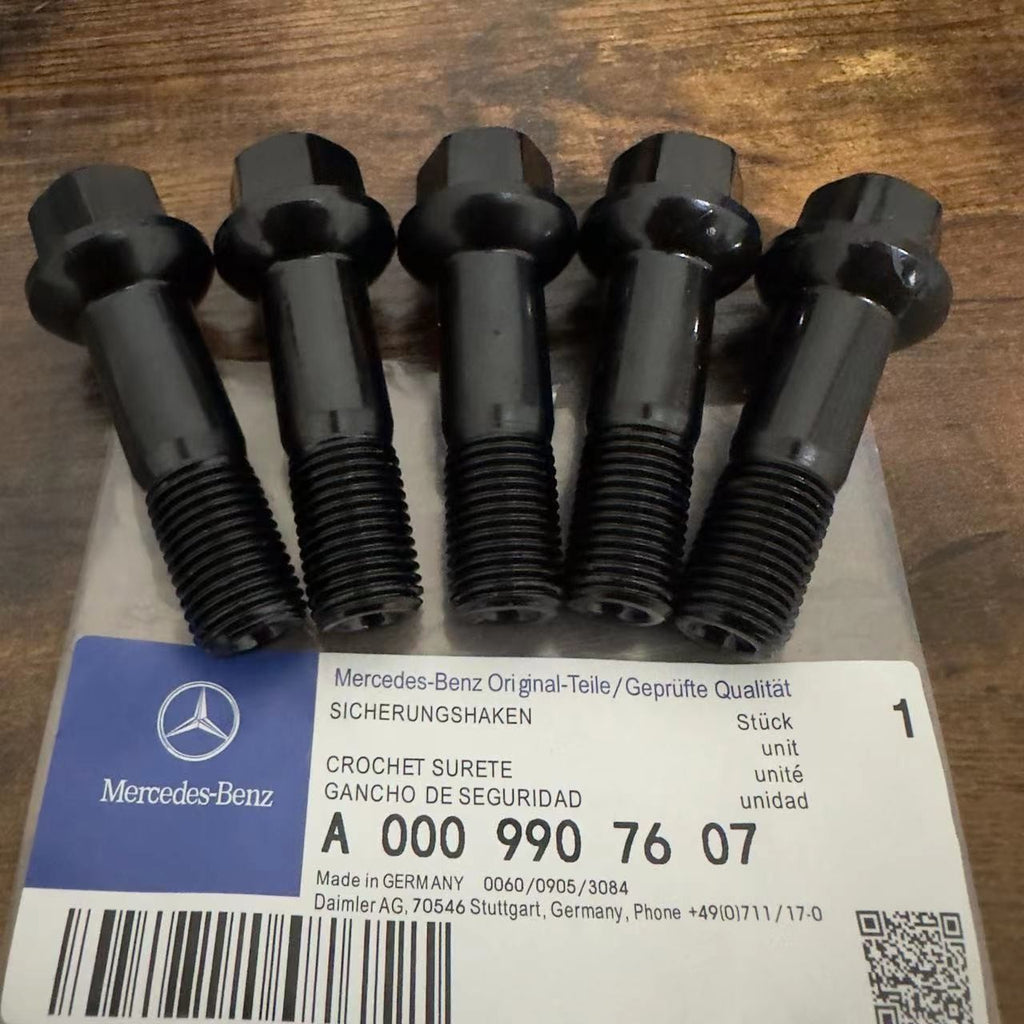 Mercedes-Benz
Mercedes-Benz Original-Teile/Geprüfte Qualität
SICHERUNGSHAKEN
CROCHET SURETE
GANCHO DE SEGURIDAD
Stück
unit
unité
unidad
1
A 000 990 76 07
Made in GERMANY 0060/0905/3084
Daimler AG, 70546 Stuttgart, Germany, Phone +49(0)711/17-0